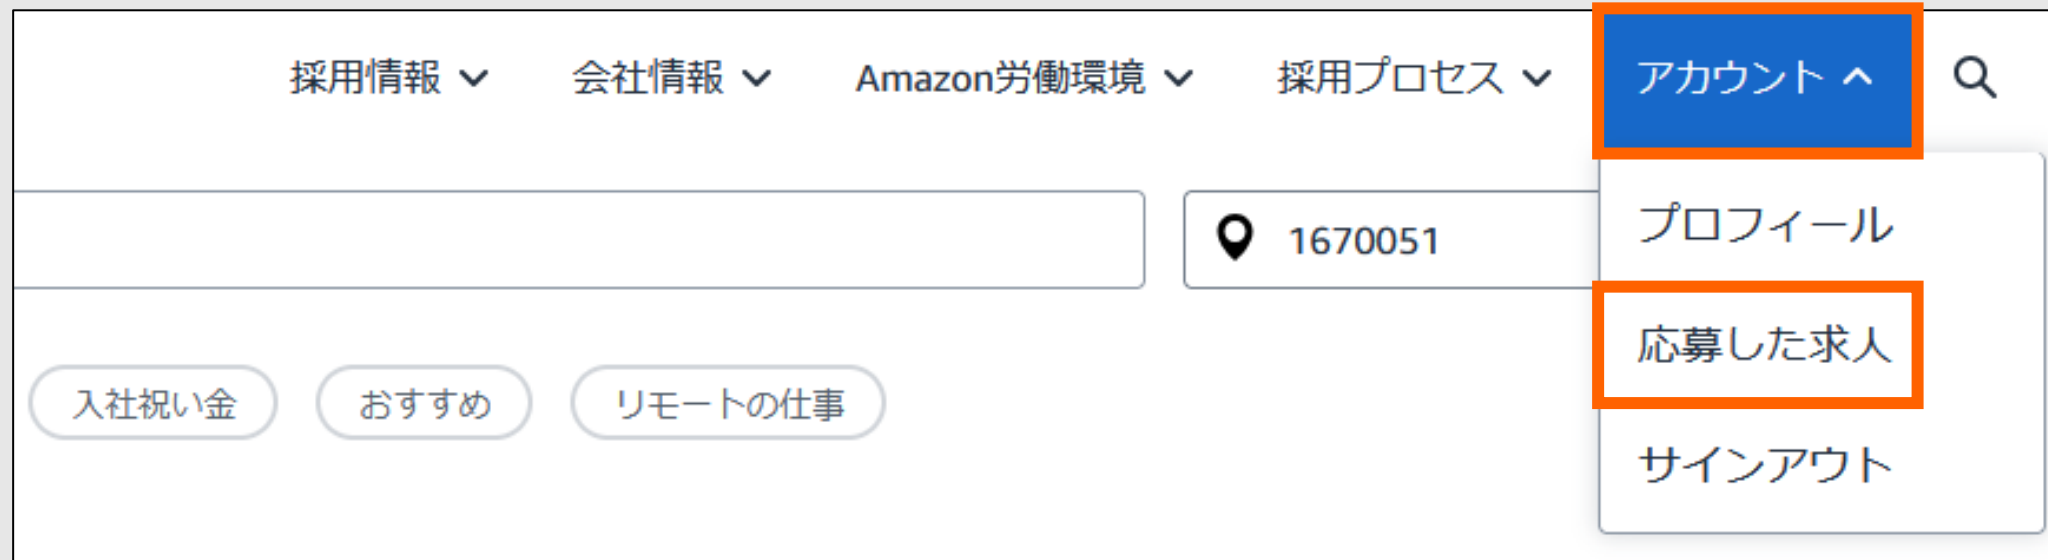 採用情報 会社情報 Amazon労働環境 採用プロセス アカウント
1670051
プロフィール
応募した求人
入社祝い金 おすすめ リモートの仕事
サインアウト